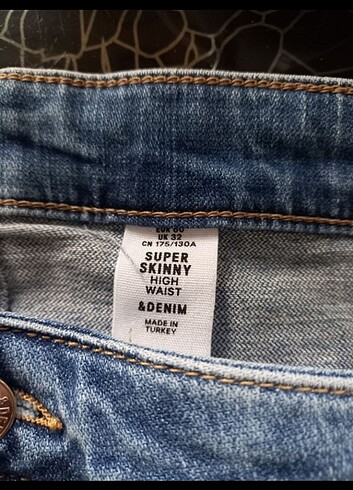 UK 32
CN 175/130A
SUPER
SKINNY
HIGH
WAIST
&DENIM
MADE IN
TURKEY